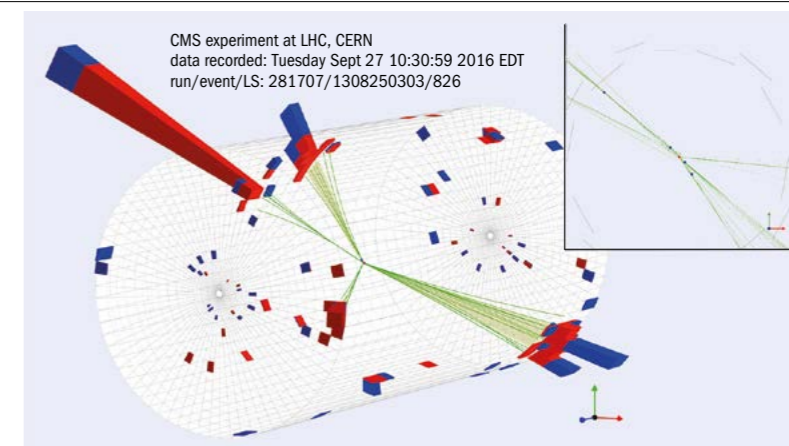 CMS experiment at LHC, CERN
data recorded: Tuesday Sept 27 10:30:59 2016 EDT
run/event/LS: 281707/1308250303/826